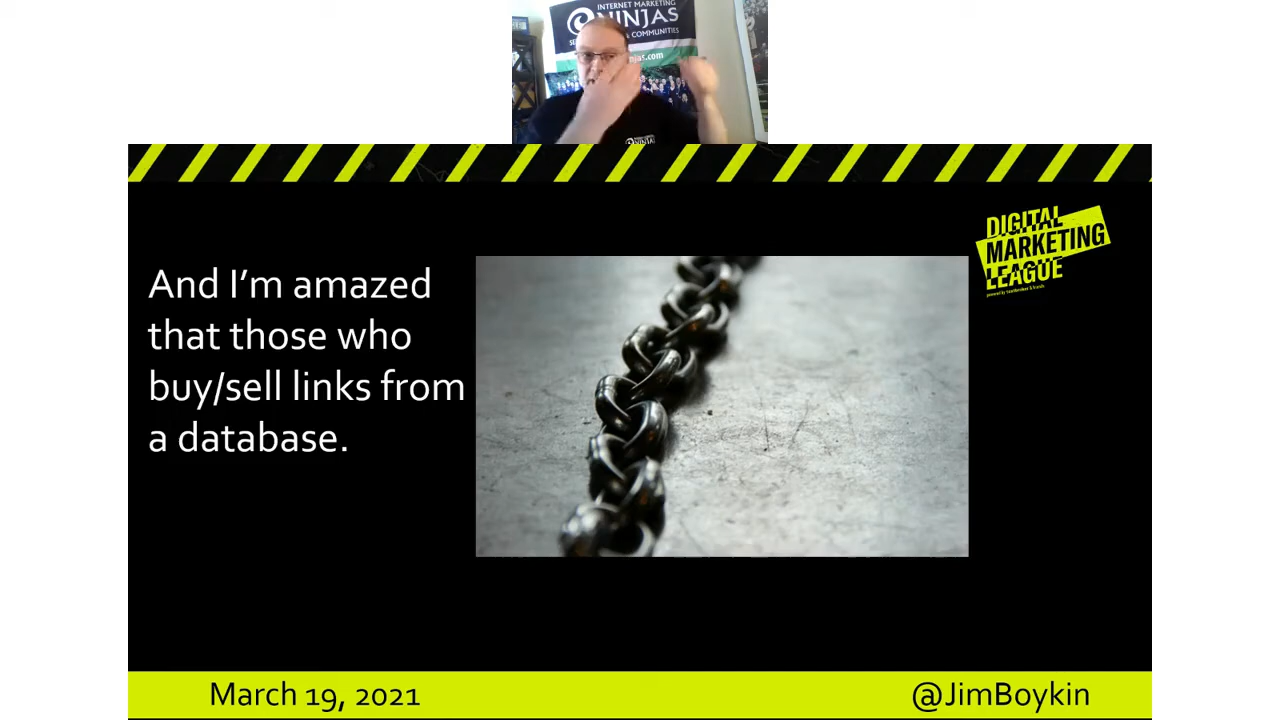 INTERNET MARKETING
NINJAS
& COMMUNITIES
DIGITAL
MARKETING
LEAGUE
And I'm amazed
that those who
buy/sell links from
a database.
March 19, 2021
@JimBoykin